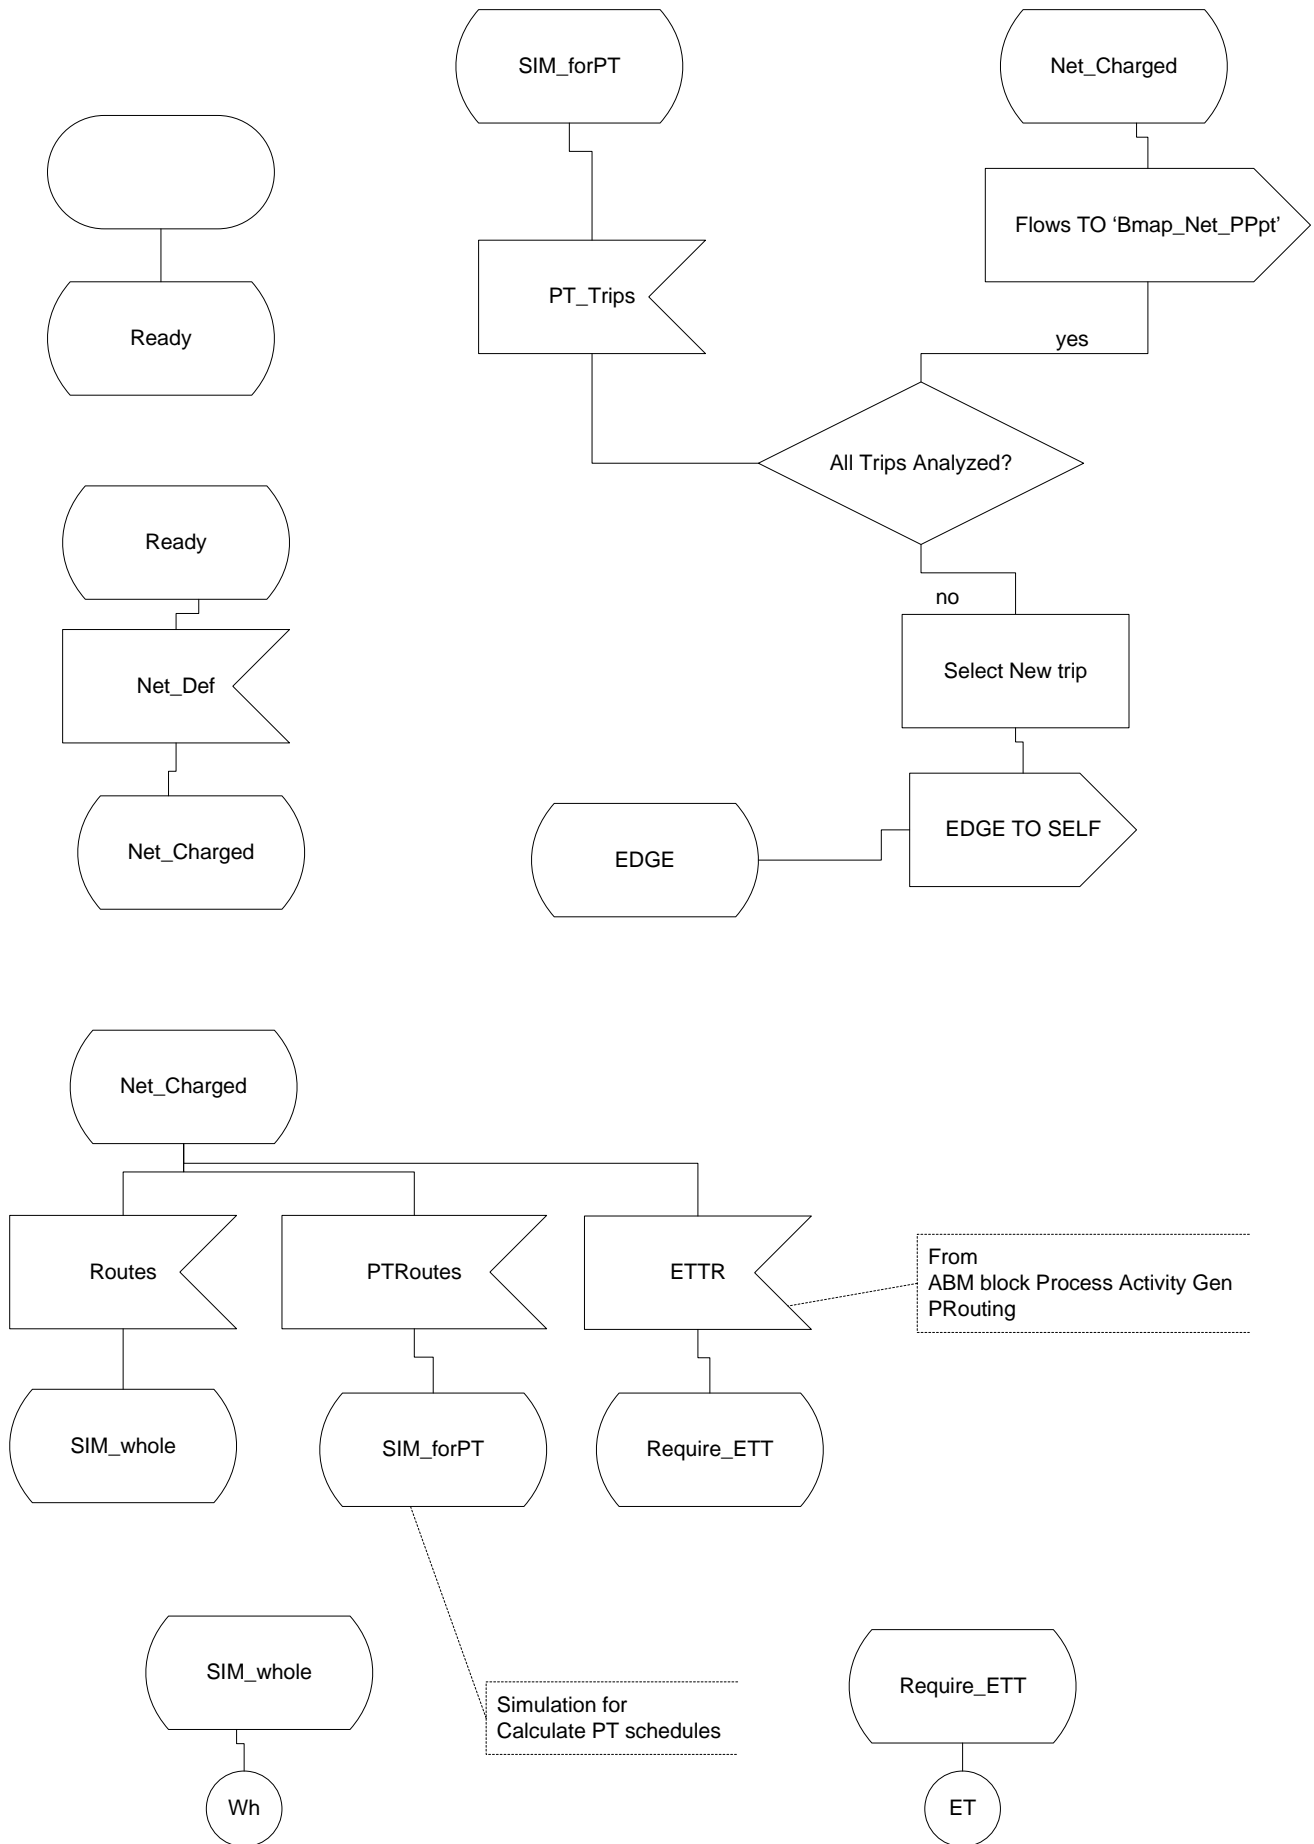 SIM_forPT
Net_Charged
Flows TO ‘Bmap_Net_PPpt’
PT_Trips
Ready
yes
All Trips Analyzed?
Ready
no
Net_Def
Select New trip
EDGE TO SELF
Net_Charged
EDGE
Net_Charged
Routes
PTRoutes
ETTR
From
ABM block Process Activity Gen
PRouting
SIM_whole
SIM_forPT
Require_ETT
SIM_whole
Simulation for
Calculate PT schedules
Require_ETT
Wh
ET